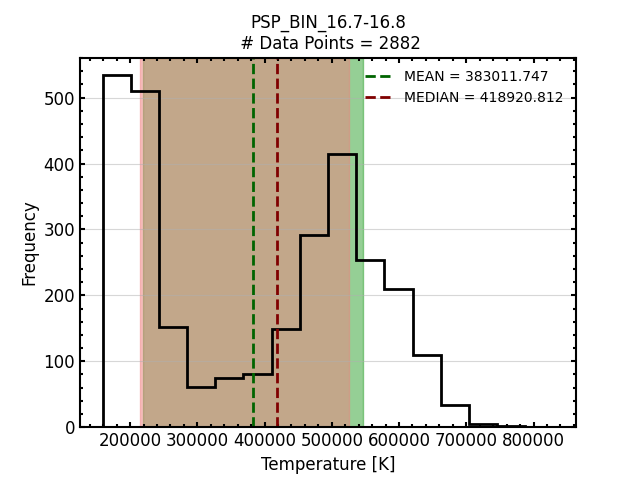 PSP_BIN_16.7-16.8
# Data Points = 2882
MEAN = 383011.747
MEDIAN = 418920.812
Frequency
500
400
300
200
100
0
200000 300000 400000 500000 600000 700000 800000
Temperature [K]